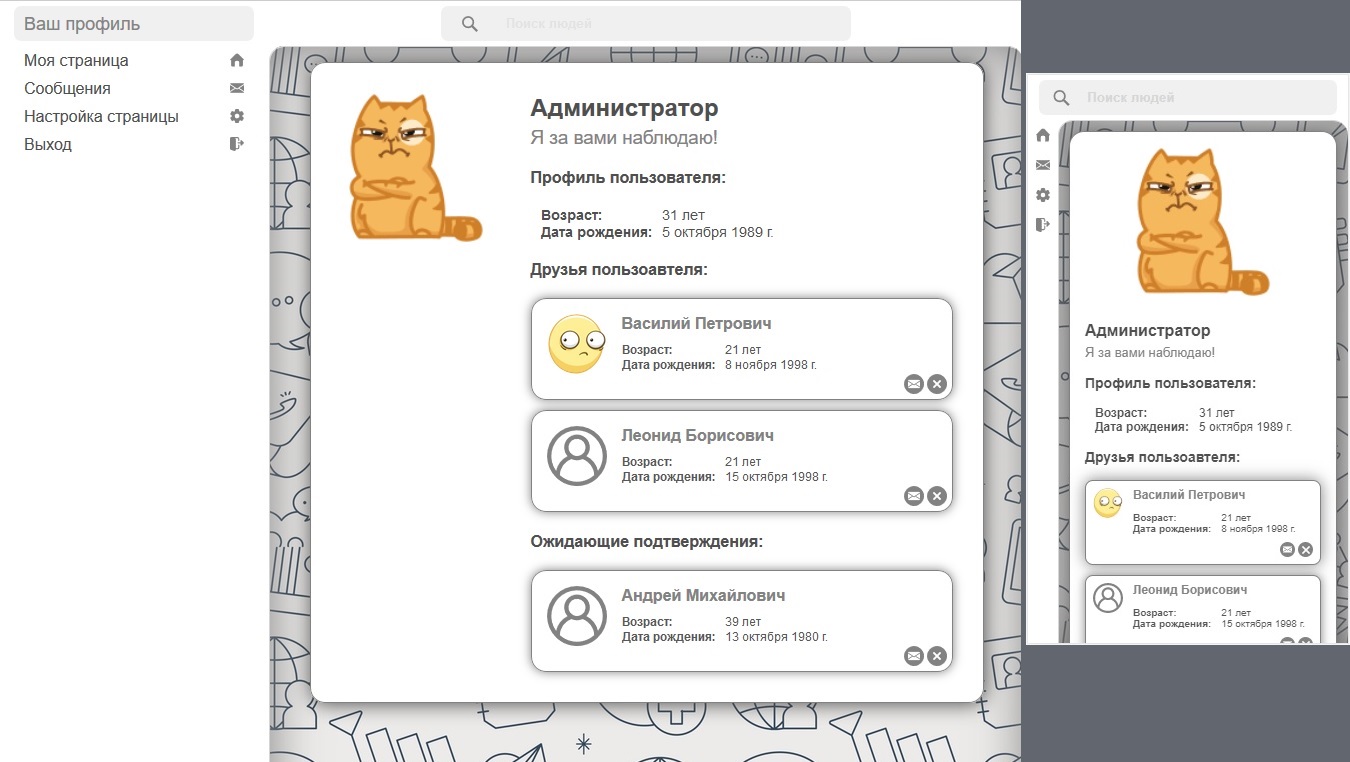 Ваш профиль
Поиск людей
Моя страница
Сообщения
Настройка страницы
Выход
Администратор
Я за вами наблюдаю!
Профиль пользователя:
Возраст: 31 лет
Дата рождения: 5 октября 1989 г.
Друзья пользоавтеля:
Василий Петрович
Возраст: 21 лет
Дата рождения: 8 ноября 1998 г.
Леонид Борисович
Возраст: 21 лет
Дата рождения: 15 октября 1998 г.
Ожидающие подтверждения:
Андрей Михайлович
Возраст: 39 лет
Дата рождения: 13 октября 1980 г.
Поиск людей
Администратор
Я за вами наблюдаю!
Профиль пользователя:
Возраст: 31 лет
Дата рождения: 5 октября 1989 г.
Друзья пользоавтеля:
Василий Петрович
Возраст: 21 лет
Дата рождения: 8 ноября 1998 г.
Леонид Борисович
Возраст: 21 лет
Дата рождения: 15 октября 1998 г.